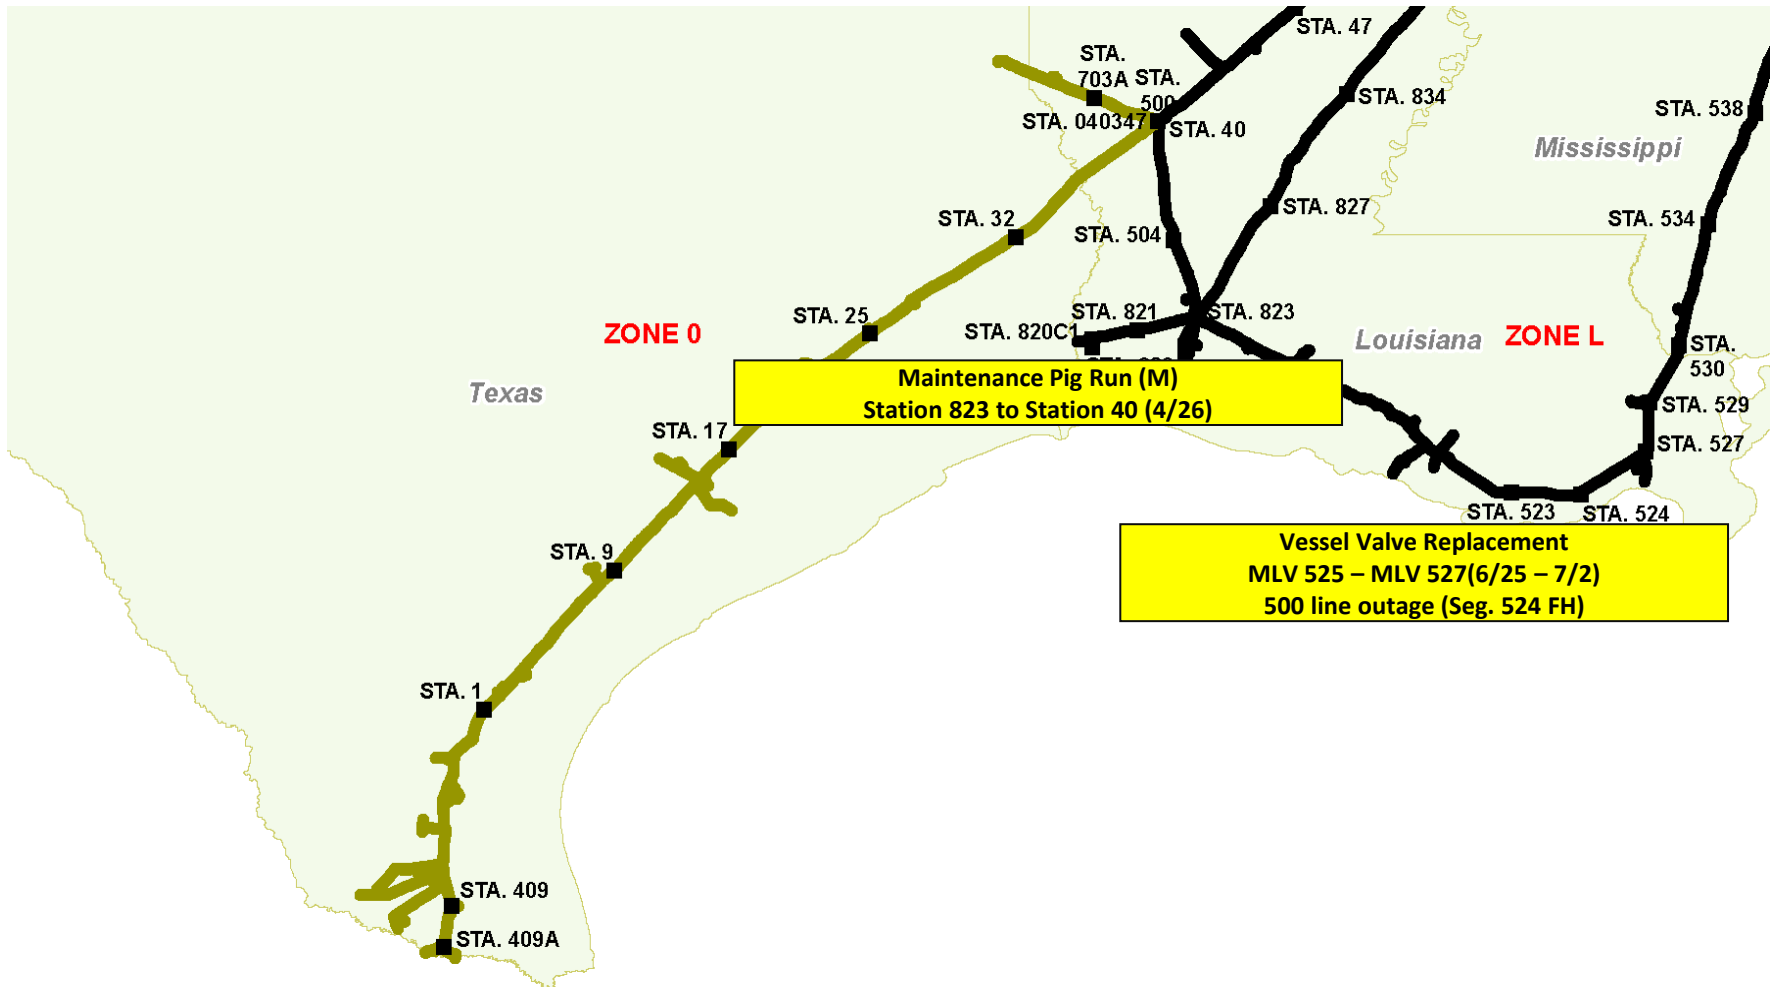 STA. 47
STA.
703A
STA.
500
STA. 040347
STA. 40
STA. 834
STA. 538
Mississippi
STA. 827
STA. 534
STA. 32
STA. 504
STA. 25
STA. 821
STA. 823
STA. 820C1
ZONE 0
Louisiana
ZONE L
STA.
530
Texas
Maintenance Pig Run (M)
Station 823 to Station 40 (4/26)
STA. 529
STA. 17
STA. 527
STA. 523
STA. 524
Vessel Valve Replacement
MLV 525 – MLV 527(6/25 – 7/2)
500 line outage (Seg. 524 FH)
STA. 9
STA. 1
STA. 409
STA. 409A